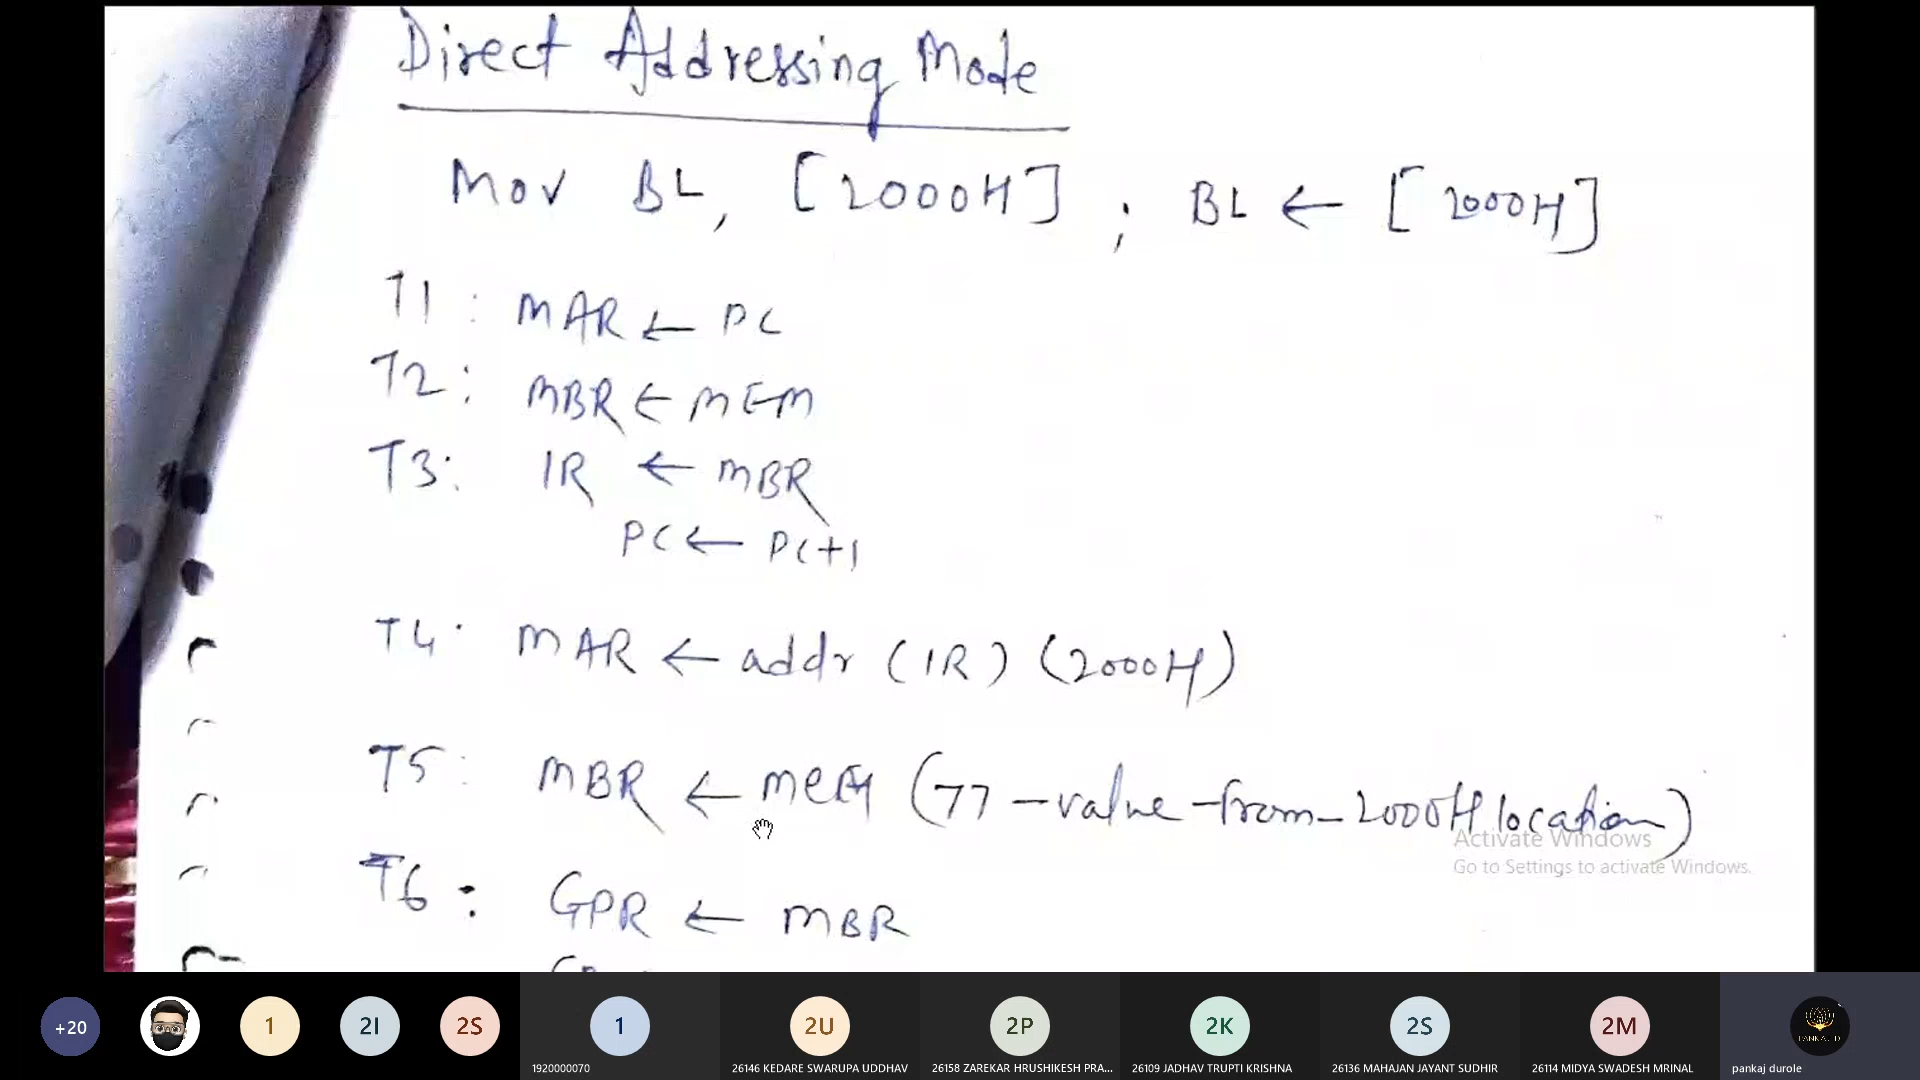 Direct Addressing Mode
Mov BL, [2000H] ; BL ← [2000H]
T1 : MAR ← PC
T2 : MBR ← MEM
T3 : IR ← MBR
PC ← PC+1
T4 : MAR ← addr (IR) (2000H)
T5 : MBR ← MEM (77 - value - from - 2000H location)
Activate Windows
Go to Settings to activate Windows.
T6 : GPR ← MBR
+20
1
2I
2S
1
2U
2P
2K
2S
2M
PANKAJ D
1920000070
26146 KEDARE SWARUPA UDDHAV
26158 ZAREKAR HRUSHIKESH PRA...
26109 JADHAV TRUPTI KRISHNA
26136 MAHAJAN JAYANT SUDHIR
26114 MIDYA SWADESH MRINAL
pankaj durole